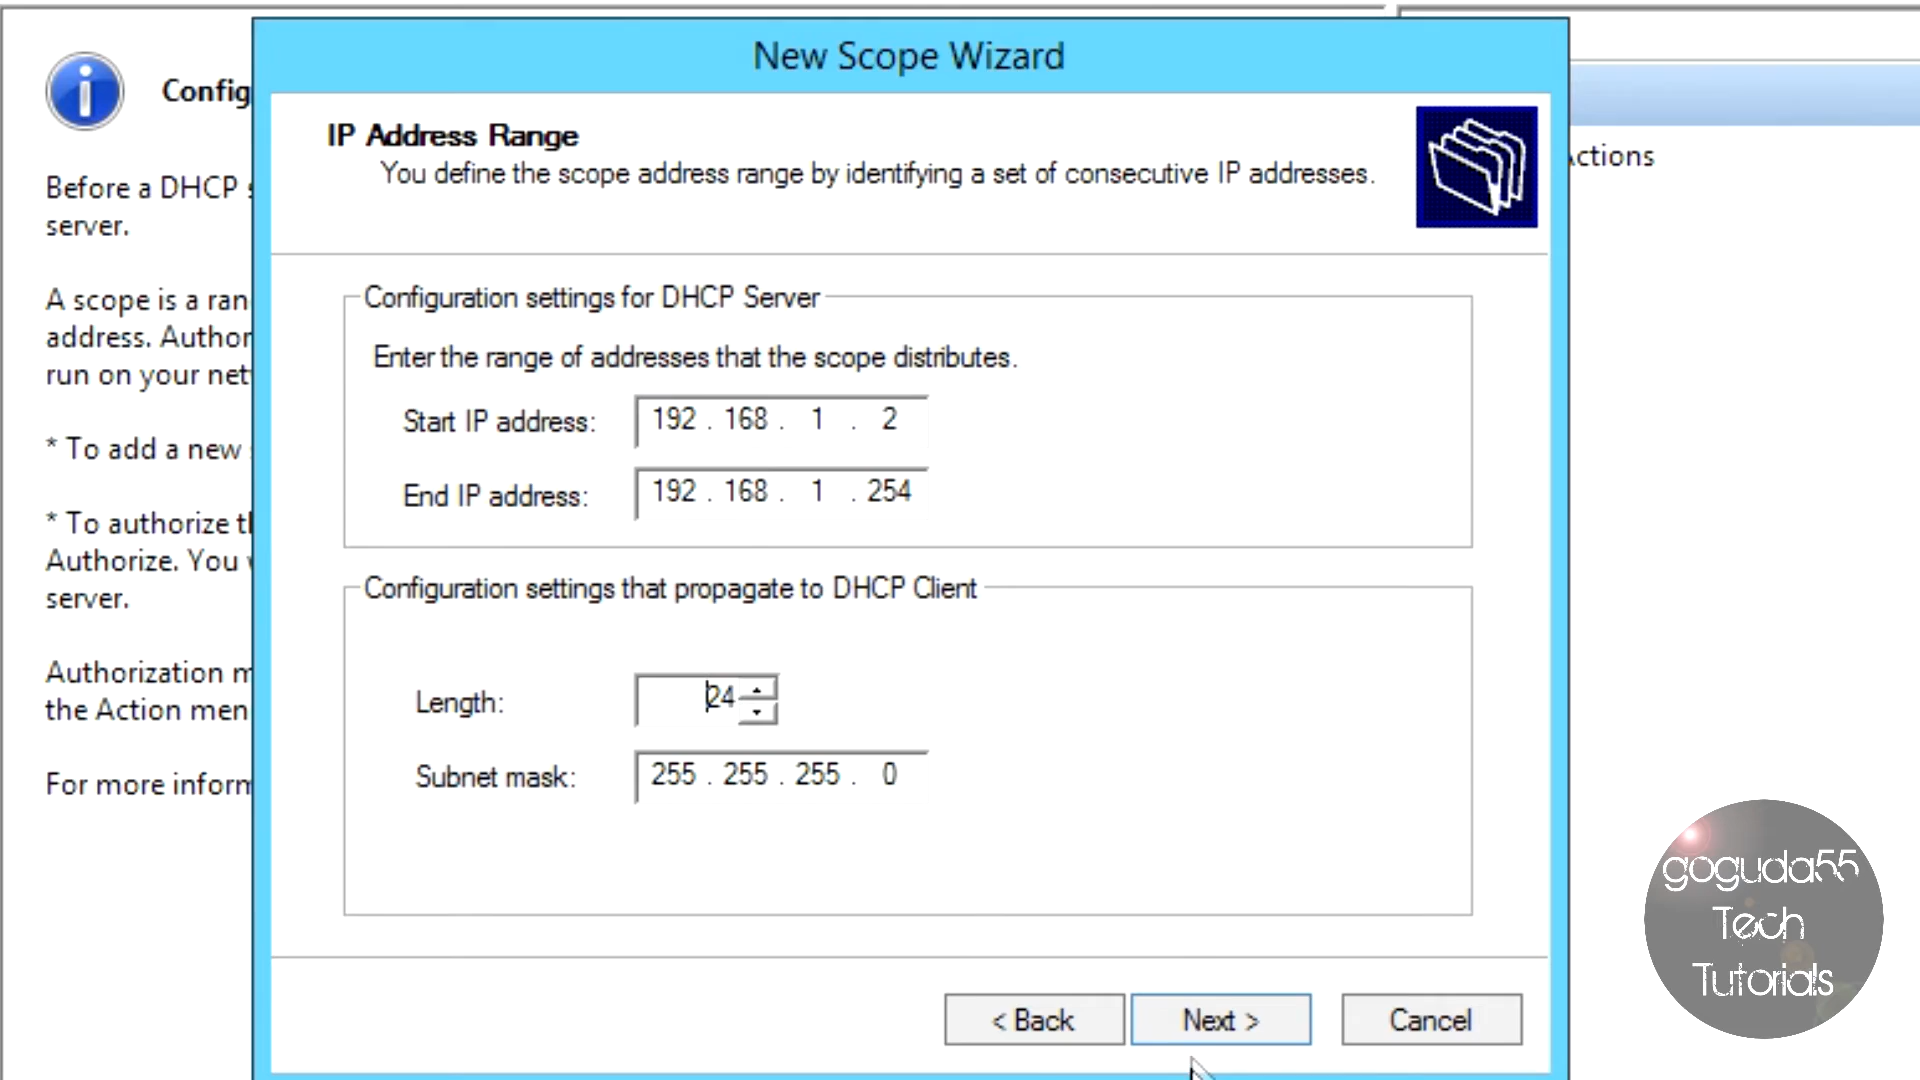 New Scope Wizard
Config
IP Address Range
You define the scope address range by identifying a set of consecutive IP addresses.
Actions
Before a DHCP s
server.
A scope is a ran
address. Author
run on your net
* To add a new
* To authorize th
Authorize. You
server.
Authorization m
the Action men
For more inform
Configuration settings for DHCP Server
Enter the range of addresses that the scope distributes.
Start IP address: 192 . 168 . 1 . 2
End IP address: 192 . 168 . 1 . 254
Configuration settings that propagate to DHCP Client
Length: 24
Subnet mask: 255 . 255 . 255 . 0
< Back
Next >
Cancel
goguda55
Tech
Tutorials